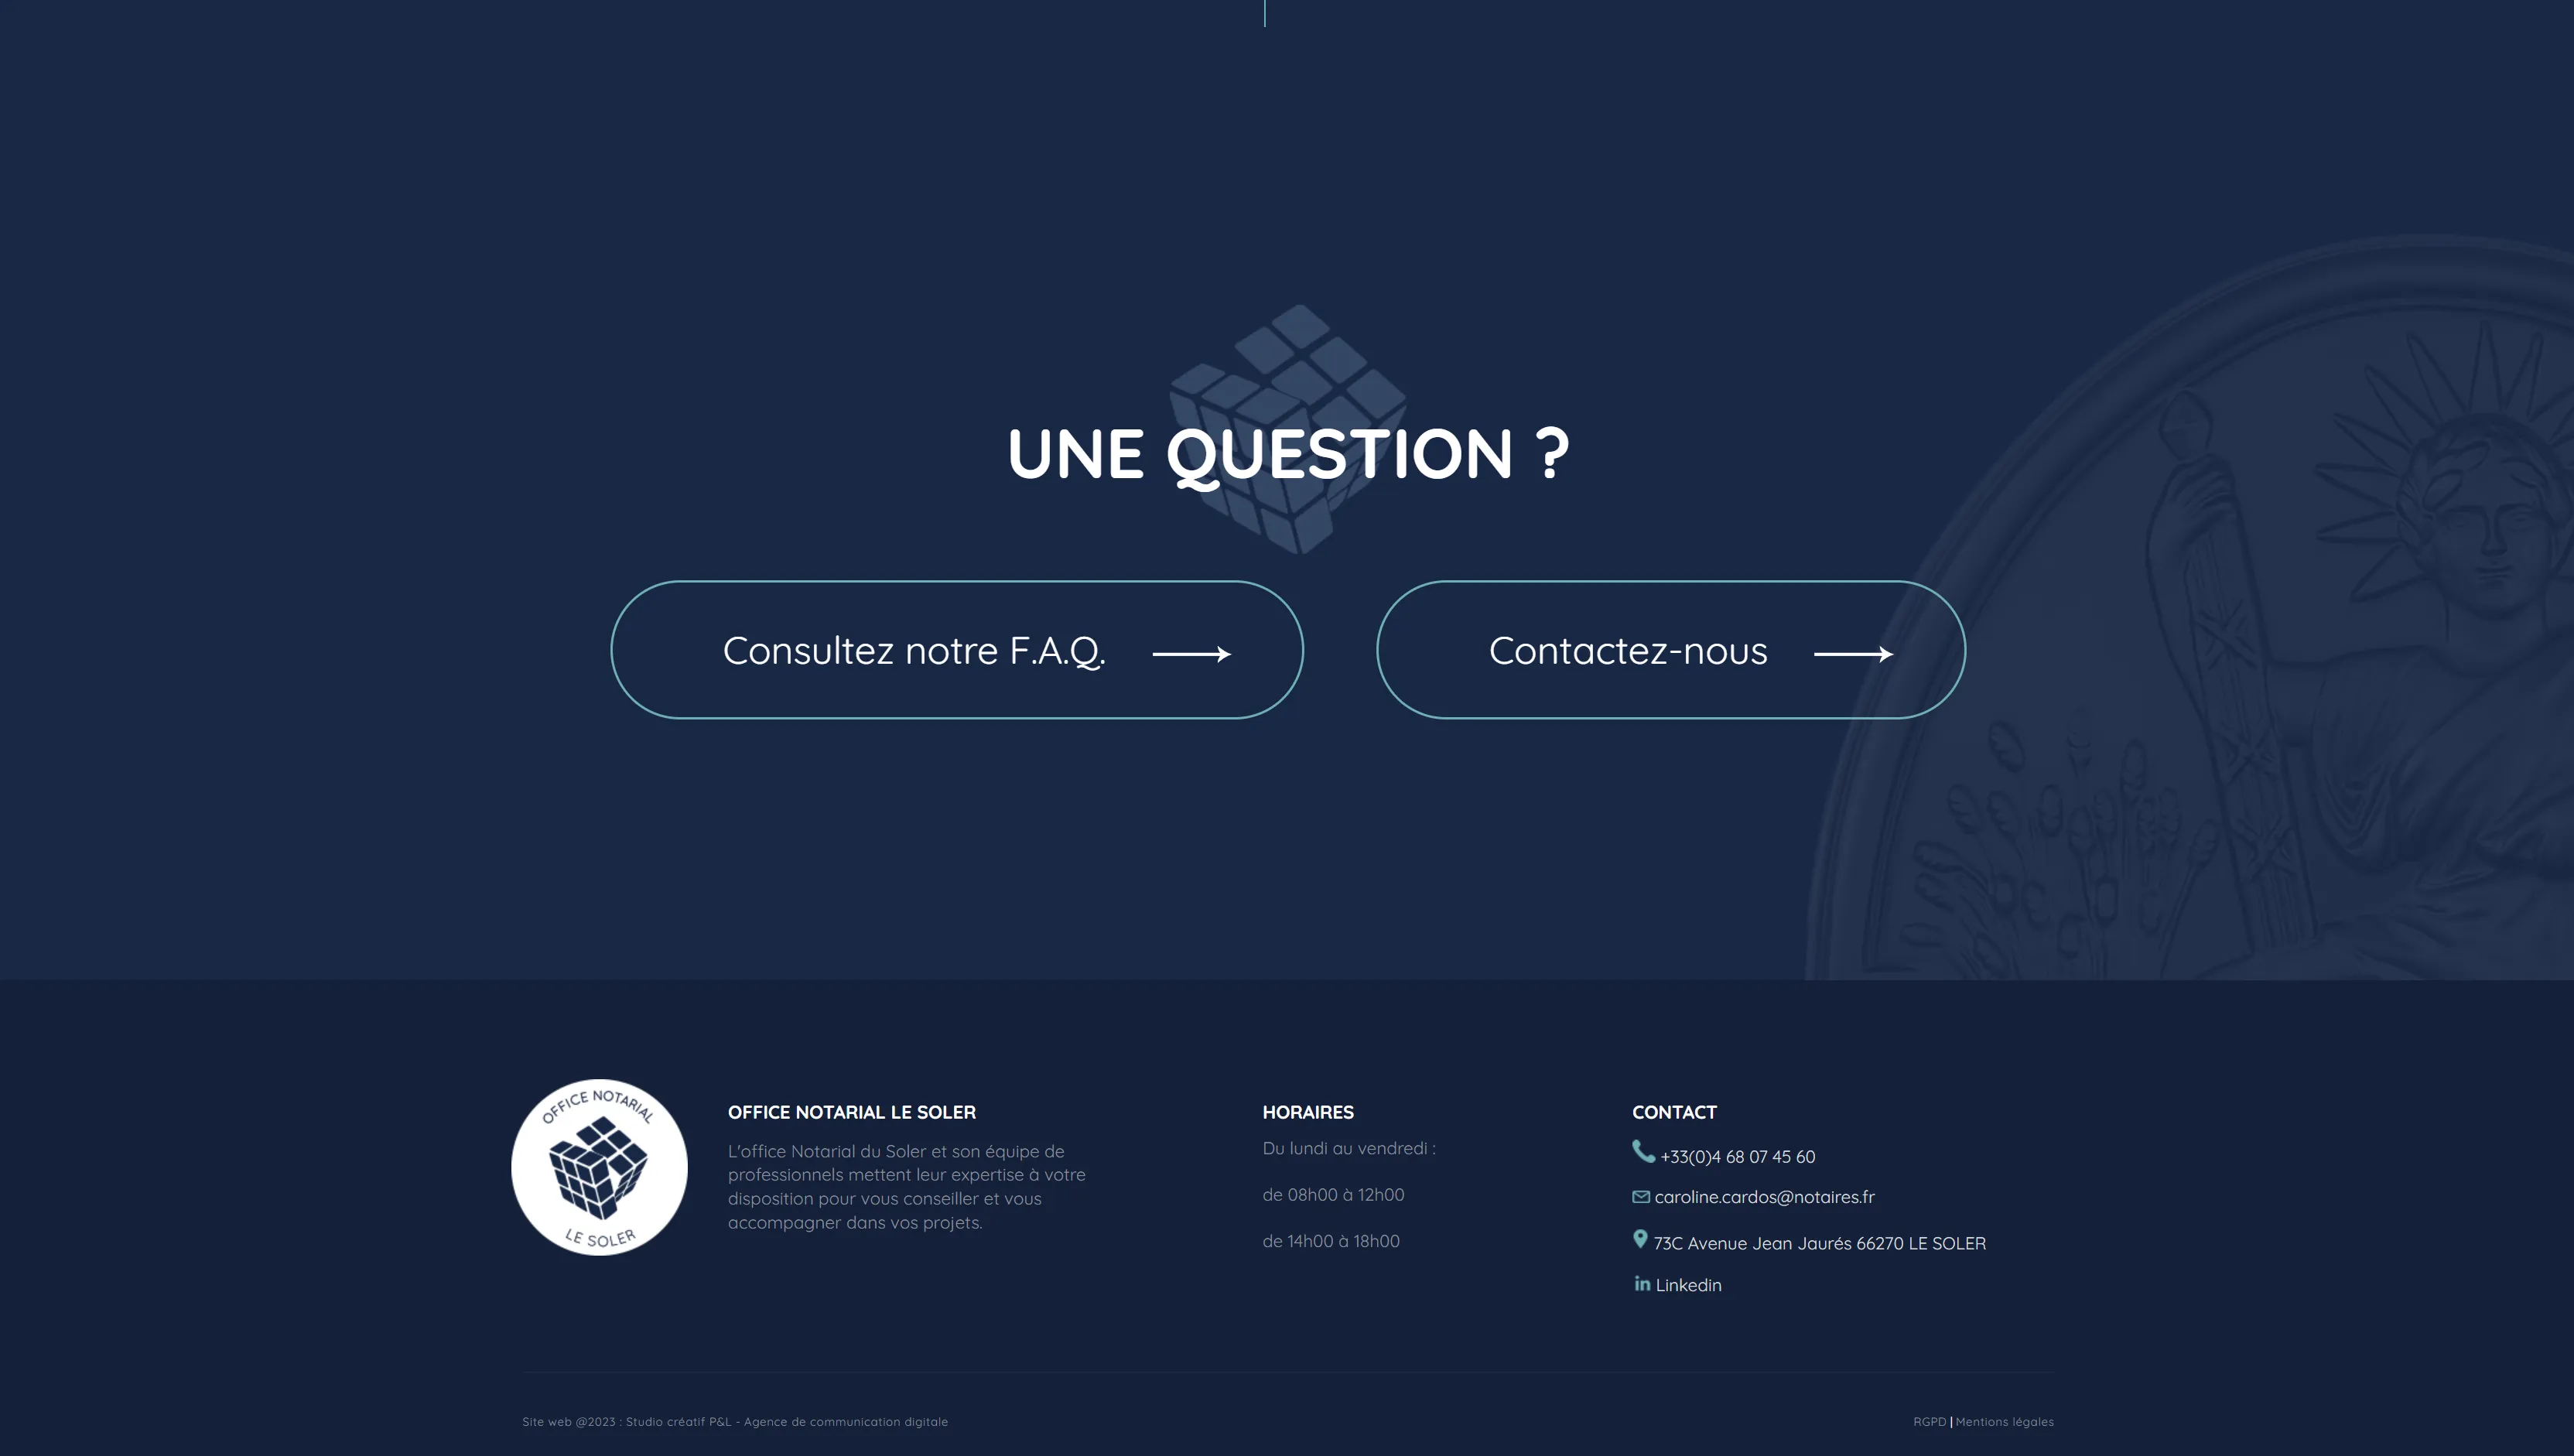 UNE QUESTION ?
Consultez notre F.A.Q.
Contactez-nous
OFFICE NOTARIAL
LE SOLER
OFFICE NOTARIAL LE SOLER
L'office Notarial du Soler et son équipe de
professionnels mettent leur expertise à votre
disposition pour vous conseiller et vous
accompagner dans vos projets.
HORAIRES
Du lundi au vendredi :
de 08h00 à 12h00
de 14h00 à 18h00
CONTACT
+33(0)4 68 07 45 60
caroline.cardos@notaires.fr
73C Avenue Jean Jaurés 66270 LE SOLER
in Linkedin
Site web @2023 : Studio créatif P&L - Agence de communication digitale
RGPD | Mentions légales